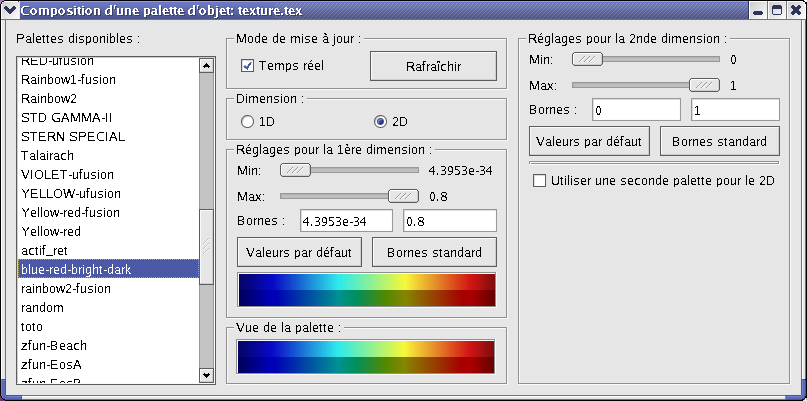 Composition d'une palette d'objet: texture.tex
Palettes disponibles :
RED-ufusion
Rainbow1-fusion
Rainbow2
STD GAMMA-II
STERN SPECIAL
Talairach
VIOLET-ufusion
YELLOW-ufusion
Yellow-red-fusion
Yellow-red
actif_ret
blue-red-bright-dark
rainbow2-fusion
random
toto
zfun-Beach
zfun-EosA
zfun-EosB
Mode de mise à jour :
Temps réel
Rafraîchir
Dimension :
1D
2D
Réglages pour la 1ère dimension :
Min:
4.3953e-34
Max:
0.8
Bornes :
4.3953e-34
0.8
Valeurs par défaut
Bornes standard
Vue de la palette :
Réglages pour la 2nde dimension :
Min:
0
Max:
1
Bornes :
0
1
Valeurs par défaut
Bornes standard
Utiliser une seconde palette pour le 2D